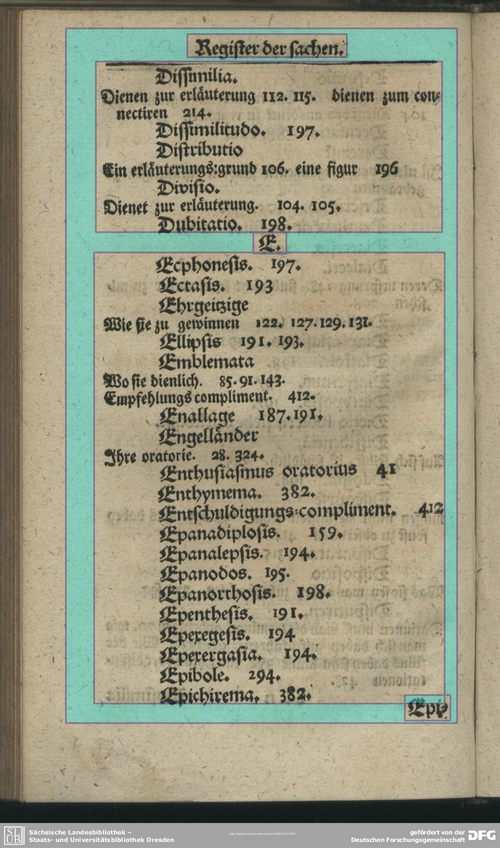 Register der sachen.
Dissimilia.
Dienen zur erläuterung 112. 115. dienen zum con-
nectiren 214.
Dissimilitudo. 197.
Distributio
Ein erläuterungs-grund 106. eine figur 196
Divisio.
Dienet zur erläuterung. 104. 105.
Dubitatio. 198.
E.
Ecphonesis. 197.
Ectasis. 193
Ehrgeitzige
Wie sie zu gewinnen 122. 127. 129. 131.
Ellipsis 191. 193.
Emblemata
Wo sie dienlich. 85. 91. 143.
Empfehlungs compliment. 412.
Enallage 187. 191.
Engelländer
Ihre oratorie. 28. 324.
Enthusiasmus oratorius 41
Enthymema. 382.
Entschuldigungs-compliment. 412
Epanadiplosis. 159.
Epanalepsis. 194.
Epanodos. 195.
Epanorthosis. 198.
Epenthesis. 191.
Epexegesis. 194
Epexergasia. 194.
Epibole. 294.
Epichirema. 382.
Epi-
Sächsische Landesbibliothek –
Staats- und Universitätsbibliothek Dresden
gefördert von der
Deutschen Forschungsgemeinschaft
DFG